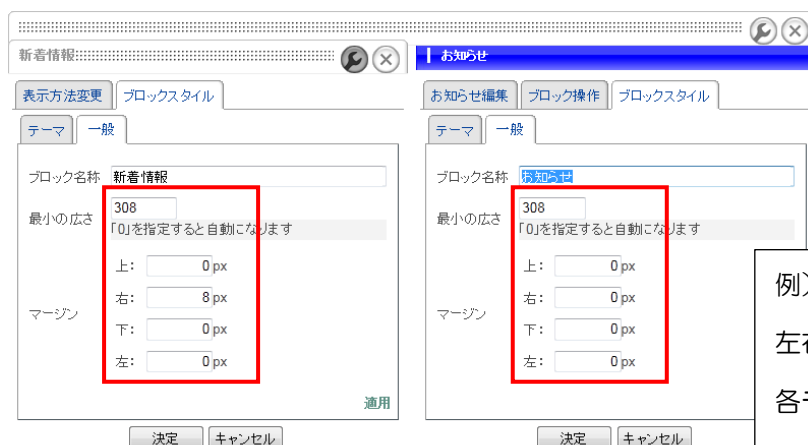 新着情報
表示方法変更 ブロックスタイル
テーマ 一般
ブロック名称 新着情報
最小の広さ 308
「0」を指定すると自動になります
マージン
上: 0 px
右: 8 px
下: 0 px
左: 0 px
適用
決定 キャンセル
お知らせ
お知らせ編集 ブロック操作 ブロックスタイル
テーマ 一般
ブロック名称 お知らせ
最小の広さ 308
「0」を指定すると自動になります
マージン
上: 0 px
右: 0 px
下: 0 px
左: 0 px
決定 キャンセル
例）
左
各